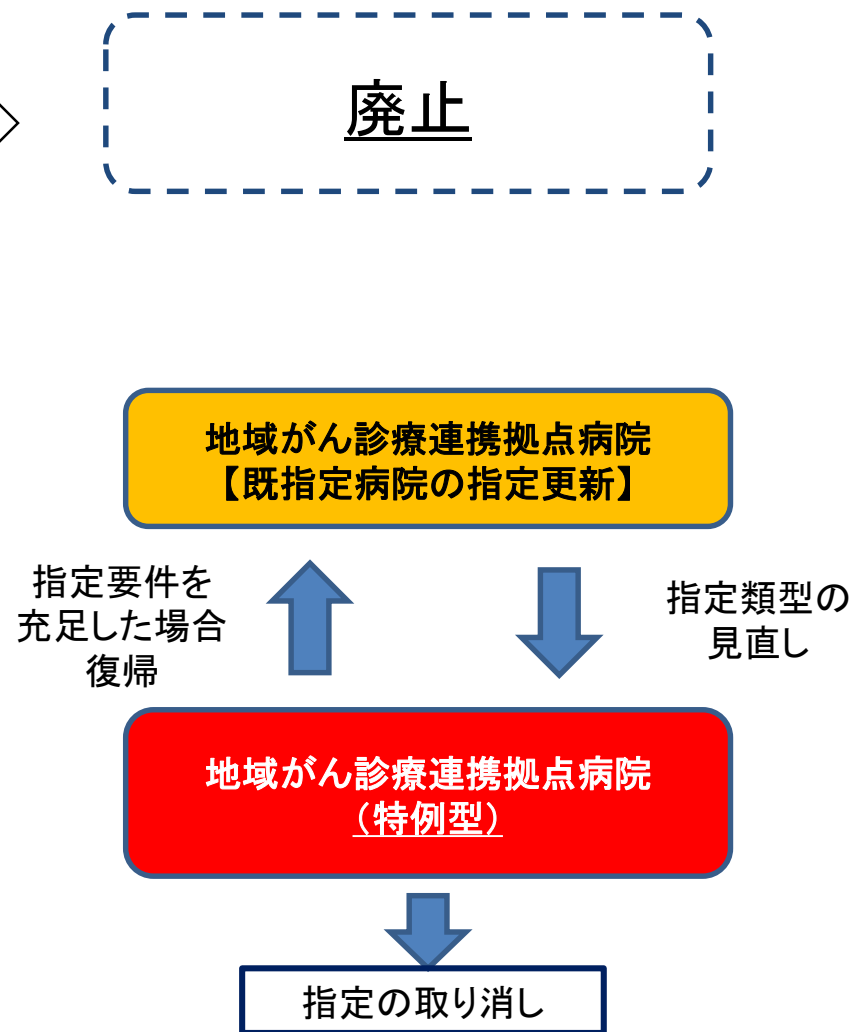 廃止
地域がん診療連携拠点病院
【既指定病院の指定更新】
指定要件を
充足した場合
復帰
指定類型の
見直し
地域がん診療連携拠点病院
（特例型）
指定の取り消し